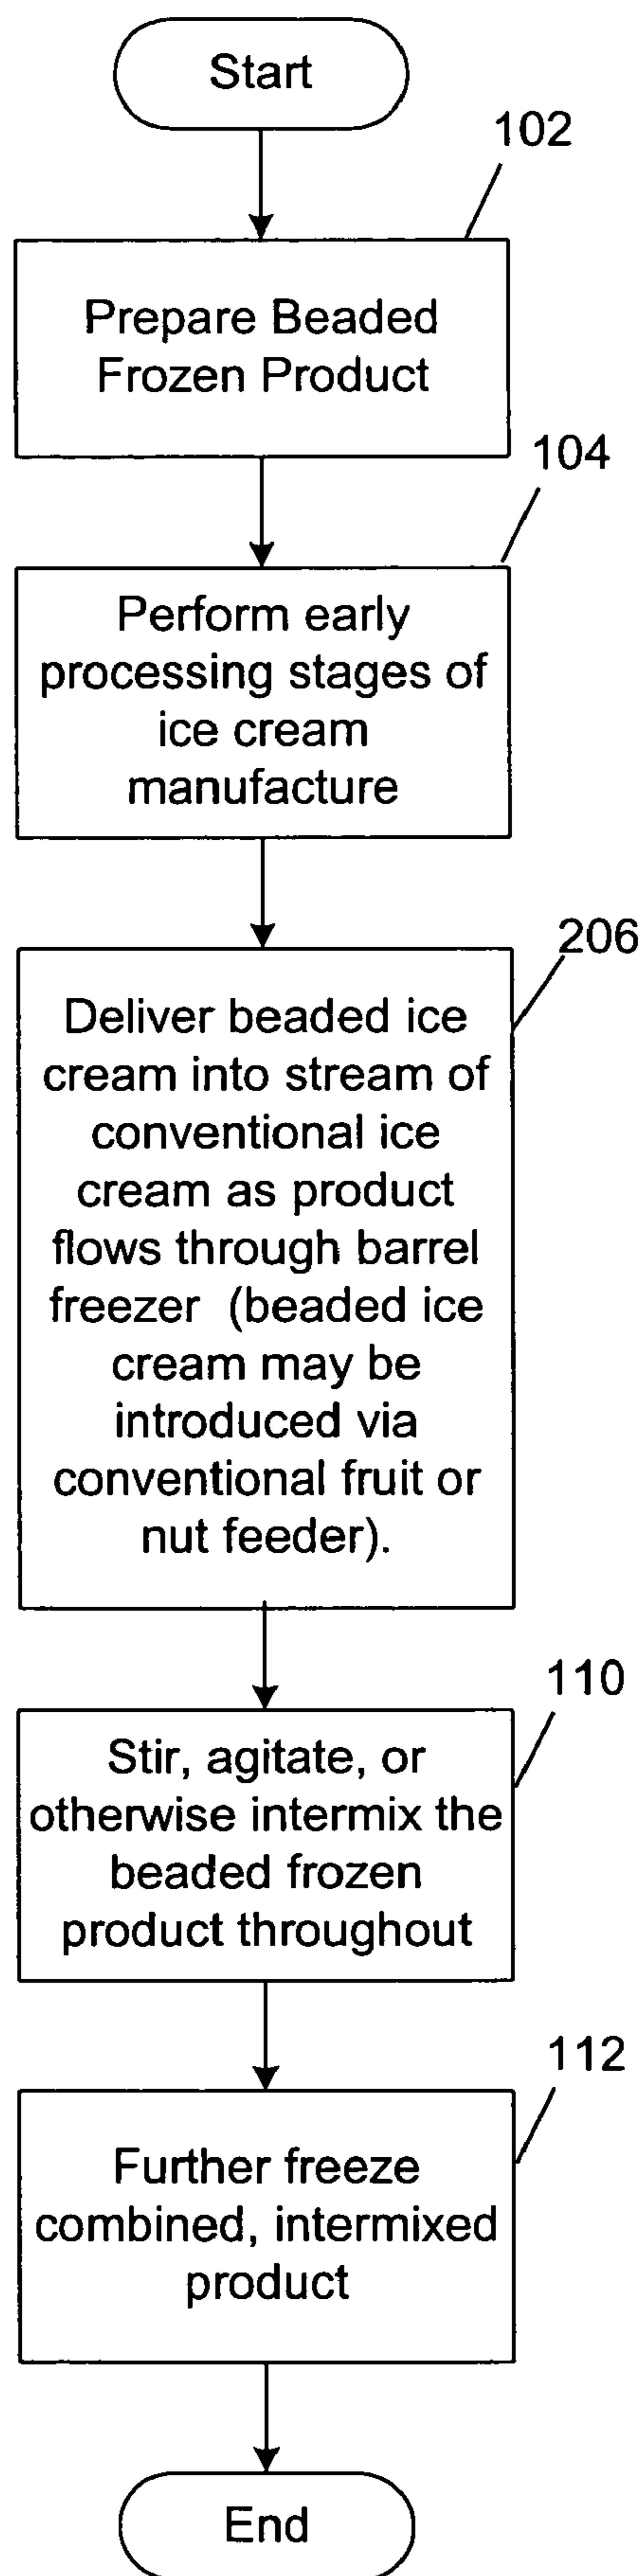 Start
102
Prepare Beaded
Frozen Product
104
Perform early
processing stages of
ice cream
manufacture
206
Deliver beaded ice
cream into stream of
conventional ice
cream as product
flows through barrel
freezer (beaded ice
cream may be
introduced via
conventional fruit or
nut feeder).
110
Stir, agitate, or
otherwise intermix the
beaded frozen
product throughout
112
Further freeze
combined, intermixed
product
End